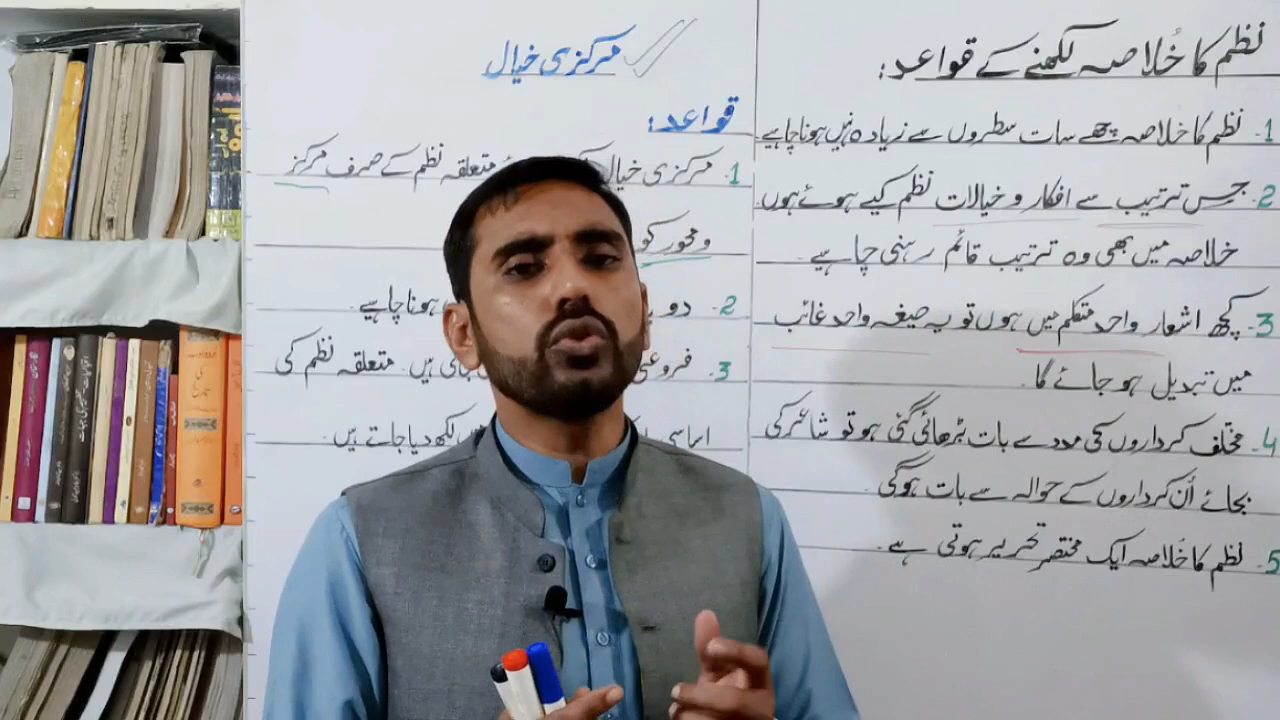 نظم کا خُلاصہ لکھنے کے قواعد:
1۔ نظم کا خلاصہ چھے سات سطروں سے زیادہ نہیں ہونا چاہیے۔
2۔ جس ترتیب سے افکار و خیالات نظم کیے ہوئے ہوں
خلاصہ میں بھی وہ ترتیب قائم رہنی چاہیے۔
3۔ کچھ اشعار واحد متکلم میں ہوں تو بہ صیغہ واحد غائب
میں تبدیل ہو جائے گا۔
4۔ مختلف کرداروں کی مدد سے بات بڑھائی گئی ہو تو شاعر کی
بجائے اُن کرداروں کے حوالہ سے بات ہوگی۔
5۔ نظم کا خُلاصہ ایک مختصر تحریر ہوتی ہے۔
مرکزی خیال
قواعد:
1۔ مرکزی خیال متعلقہ نظم کے صرف مرکز
و محور کو
2۔ دو ہونا چاہیے۔
3۔ فروعی جاتی ہیں۔ متعلقہ نظم کی
اساسی لکھ دیا جاتے ہیں۔